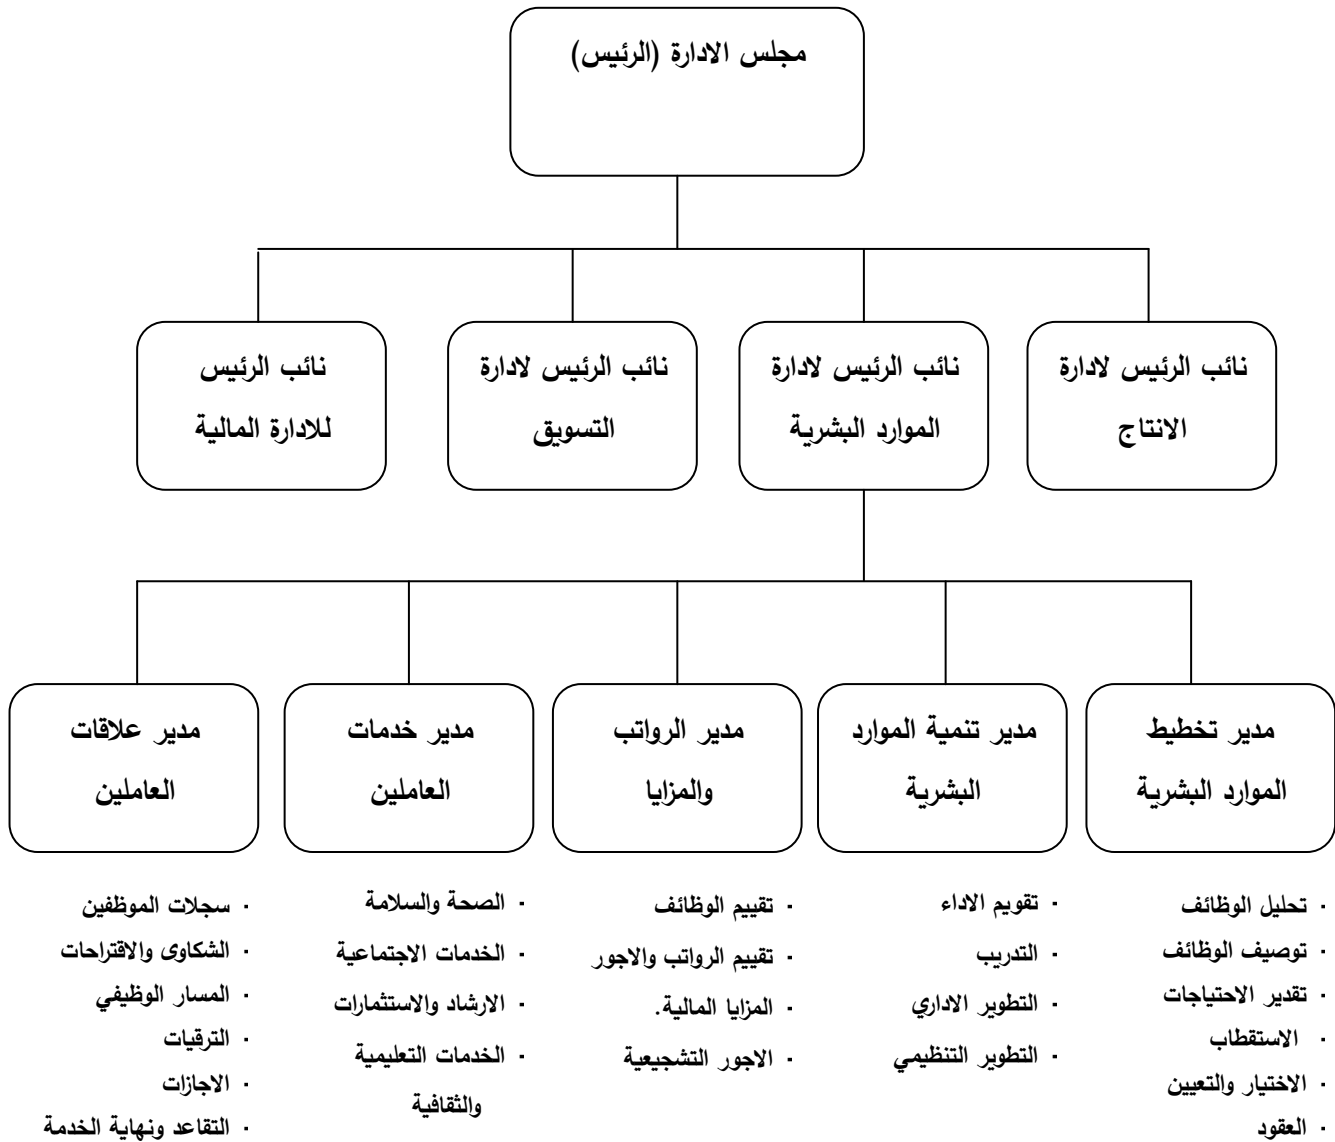 مجلس الادارة (الرئيس)
نائب الرئيس لادارة
الانتاج
نائب الرئيس لادارة
الموارد البشرية
نائب الرئيس لادارة
التسويق
نائب الرئيس
للادارة المالية
مدير تخطيط
الموارد البشرية
مدير تنمية الموارد
البشرية
مدير الرواتب
والمزايا
مدير خدمات
العاملين
مدير علاقات
العاملين
· تحليل الوظائف
· توصيف الوظائف
· تقدير الاحتياجات
· الاستقطاب
· الاختيار والتعيين
· العقود
· تقويم الاداء
· التدريب
· التطوير الاداري
· التطوير التنظيمي
· تقييم الوظائف
· تقييم الرواتب والاجور
· المزايا المالية.
· الاجور التشجيعية
· الصحة والسلامة
· الخدمات الاجتماعية
· الارشاد والاستثمارات
· الخدمات التعليمية
والثقافية
· سجلات الموظفين
· الشكاوى والاقتراحات
· المسار الوظيفي
· الترقيات
· الاجازات
· التقاعد ونهاية الخدمة